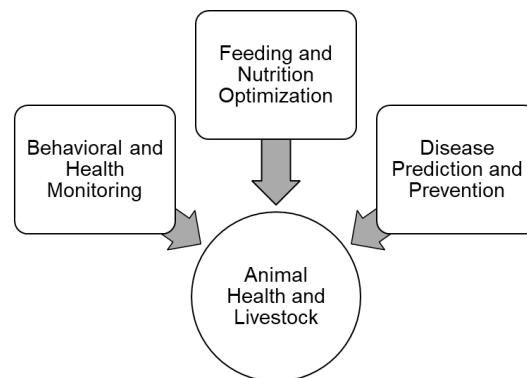 Feeding and
Nutrition
Optimization
Behavioral and
Health
Monitoring
Disease
Prediction and
Prevention
Animal
Health and
Livestock